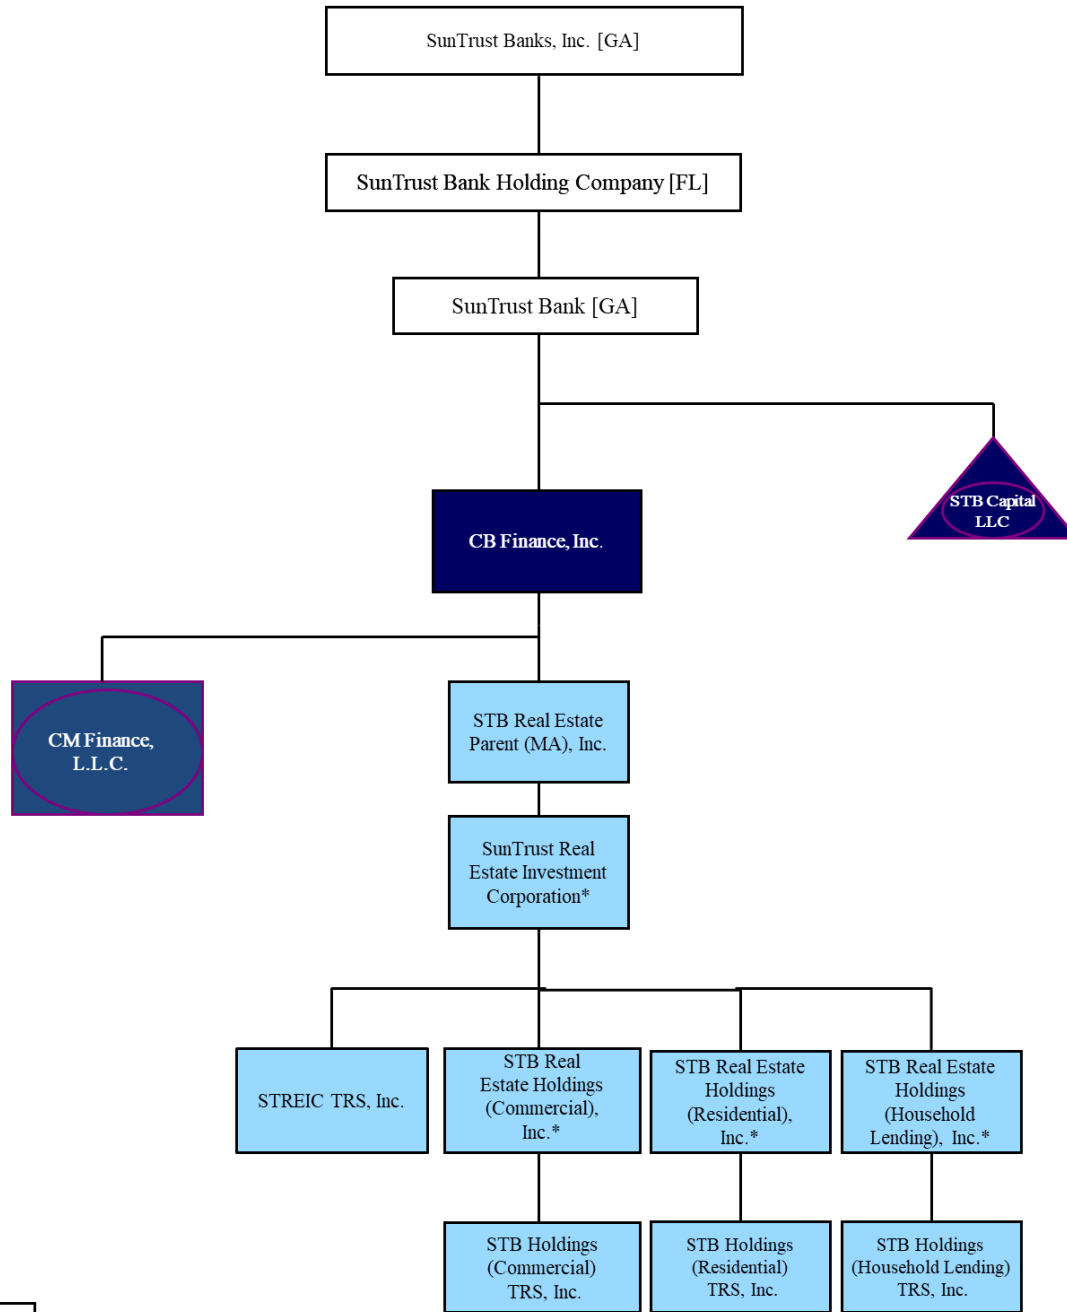 SunTrust Banks, Inc. [GA]
SunTrust Bank Holding Company [FL]
SunTrust Bank [GA]
STB Capital
LLC
CB Finance, Inc.
CM Finance,
L.L.C.
STB Real Estate
Parent (MA), Inc.
SunTrust Real
Estate Investment
Corporation*
STREIC TRS, Inc.
STB Real
Estate Holdings
(Commercial),
Inc.*
STB Real Estate
Holdings
(Residential),
Inc.*
STB Real Estate
Holdings
(Household
Lending), Inc.*
STB Holdings
(Commercial)
TRS, Inc.
STB Holdings
(Residential)
TRS, Inc.
STB Holdings
(Household Lending)
TRS, Inc.